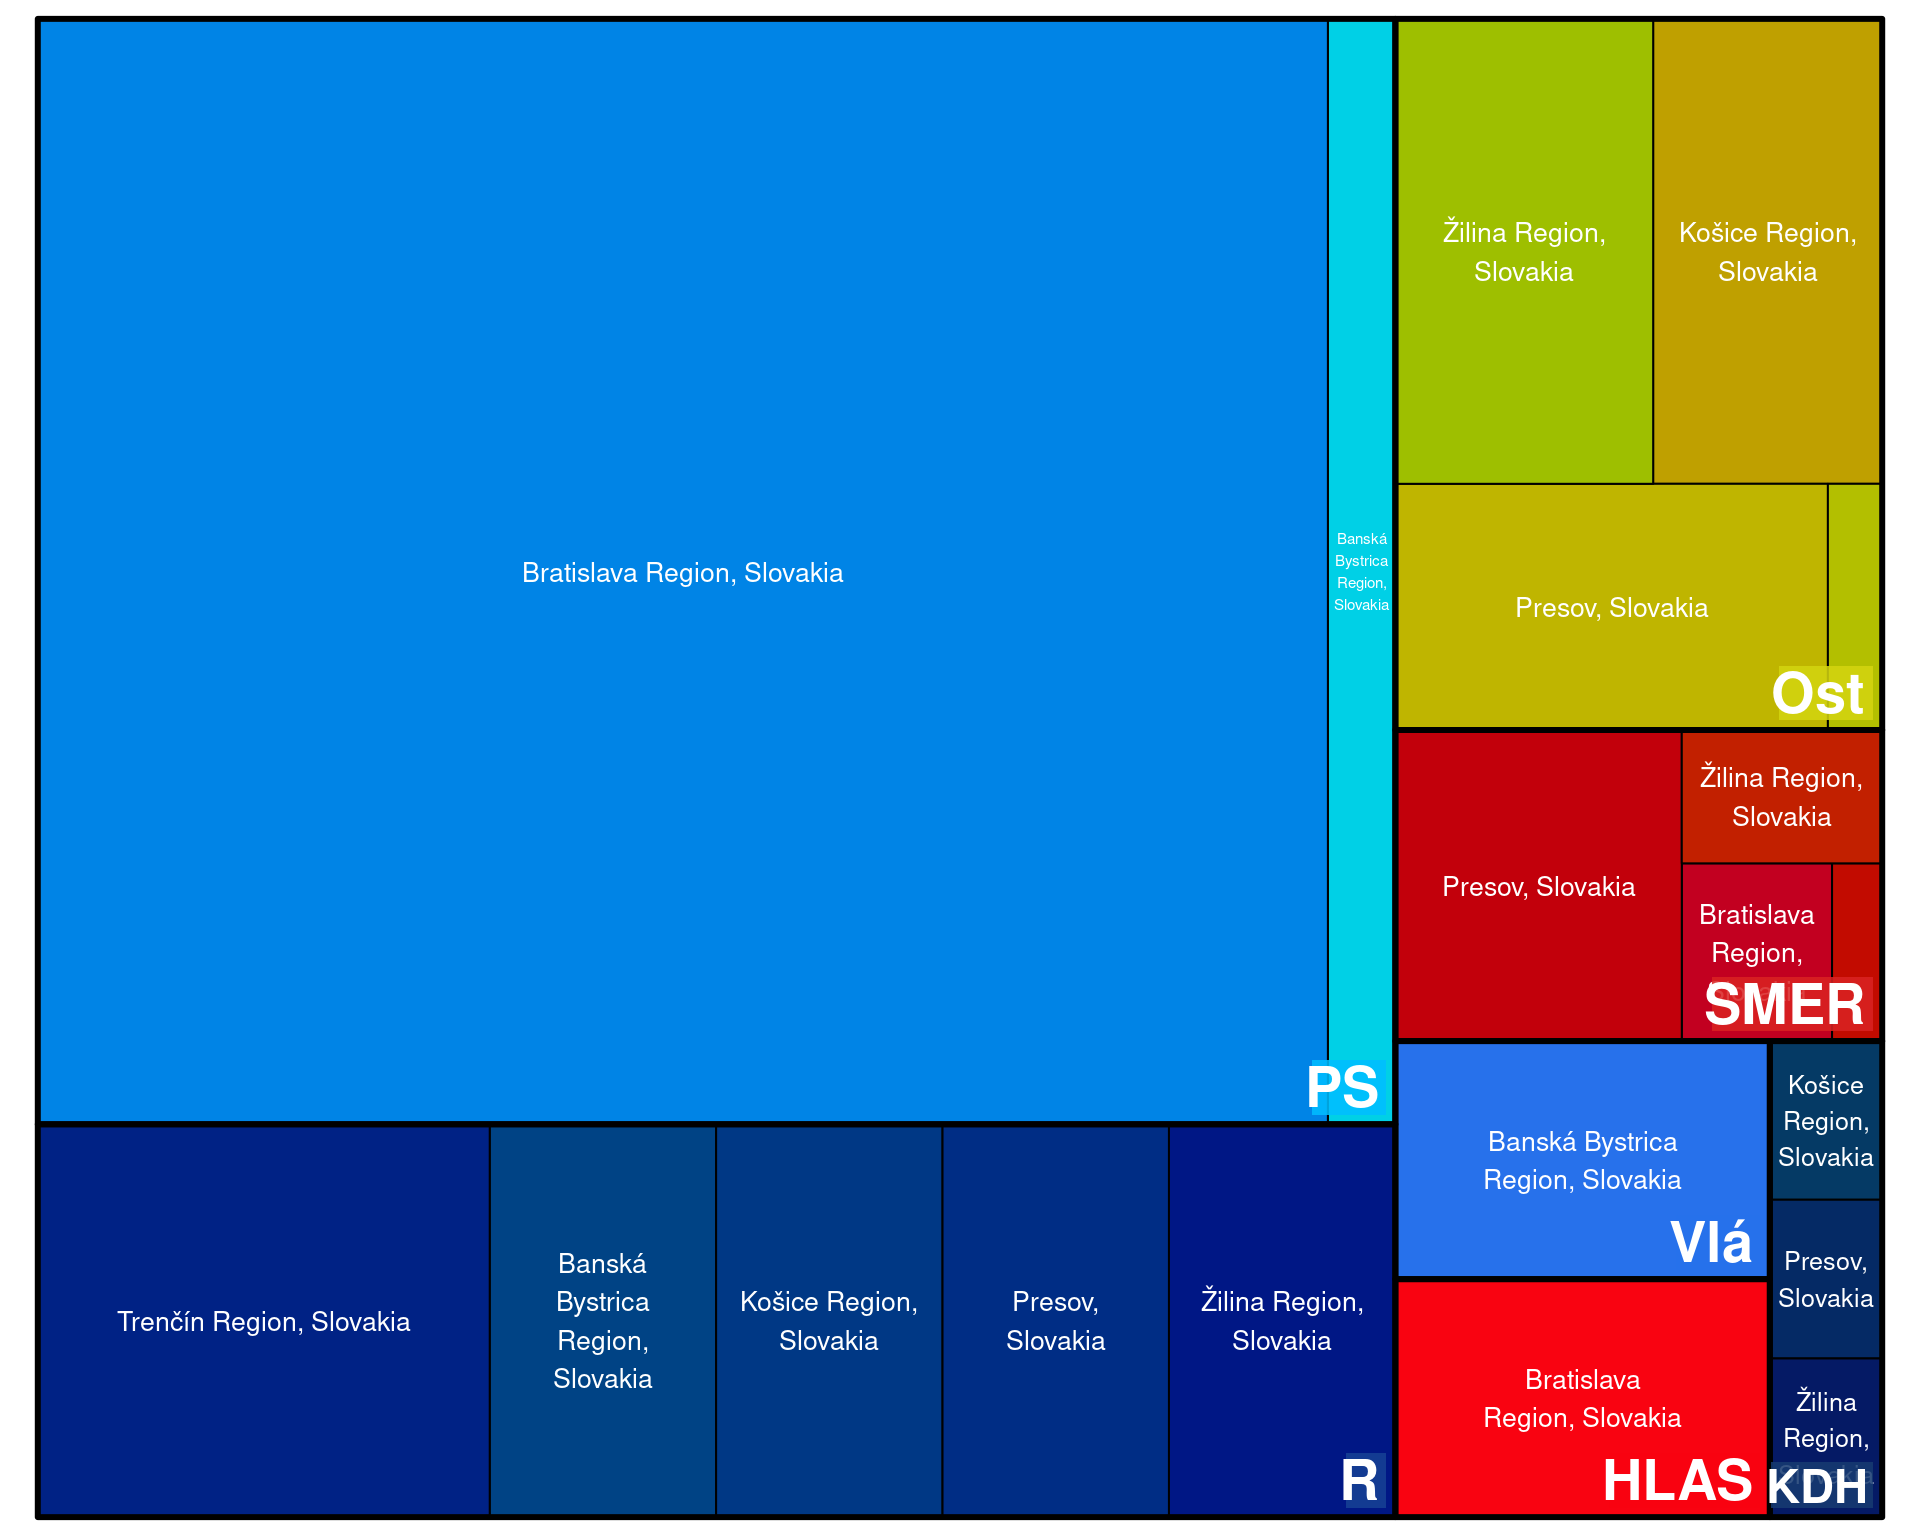 Bratislava Region, Slovakia
Banská
Bystrica
Region,
Slovakia
PS
Trenčín Region, Slovakia
Banská
Bystrica
Region,
Slovakia
Košice Region,
Slovakia
Presov,
Slovakia
Žilina Region,
Slovakia
R
Žilina Region,
Slovakia
Košice Region,
Slovakia
Presov, Slovakia
Ost
Presov, Slovakia
Žilina Region,
Slovakia
Bratislava
Region,
SMER
Banská Bystrica
Region, Slovakia
Vlá
Bratislava
Region, Slovakia
HLAS
Košice
Region,
Slovakia
Presov,
Slovakia
Žilina
Region,
KDH